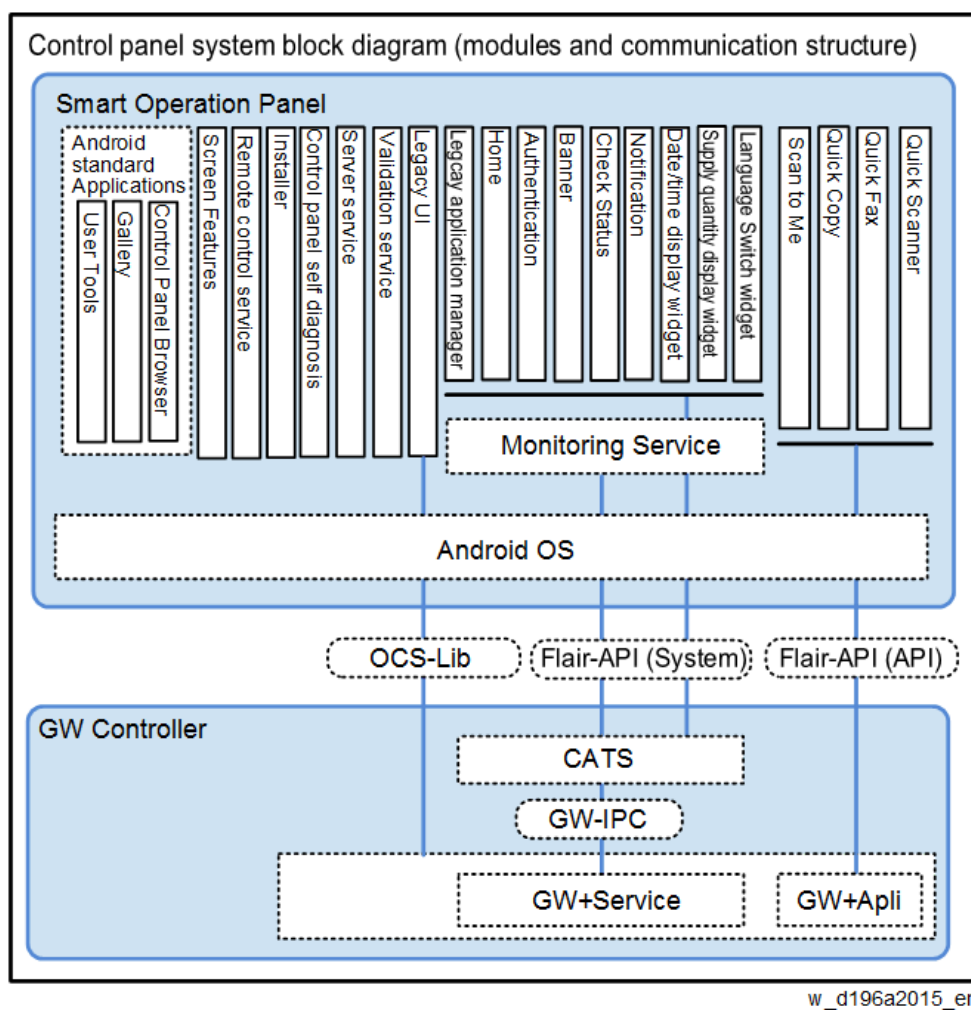 Control panel system block diagram (modules and communication structure)
Smart Operation Panel
Android
standard
Applications
User Tools
Gallery
Control Panel Browser
Screen Features
Remote control service
Installer
Control panel self diagnosis
Server service
Validation service
Legacy UI
Legcay application manager
Home
Authentication
Banner
Check Status
Notification
Date/time display widget
Supply quantity display widget
Language Switch widget
Scan to Me
Quick Copy
Quick Fax
Quick Scanner
Monitoring Service
Android OS
OCS-Lib
Flair-API (System)
Flair-API (API)
GW Controller
CATS
GW-IPC
GW+Service
GW+Apli
w_d196a2015_en